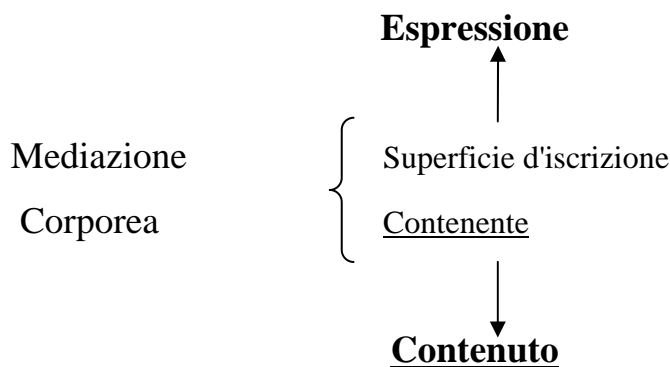 Espressione
Mediazione Superficie d'iscrizione
Corporea Contenente
Contenuto